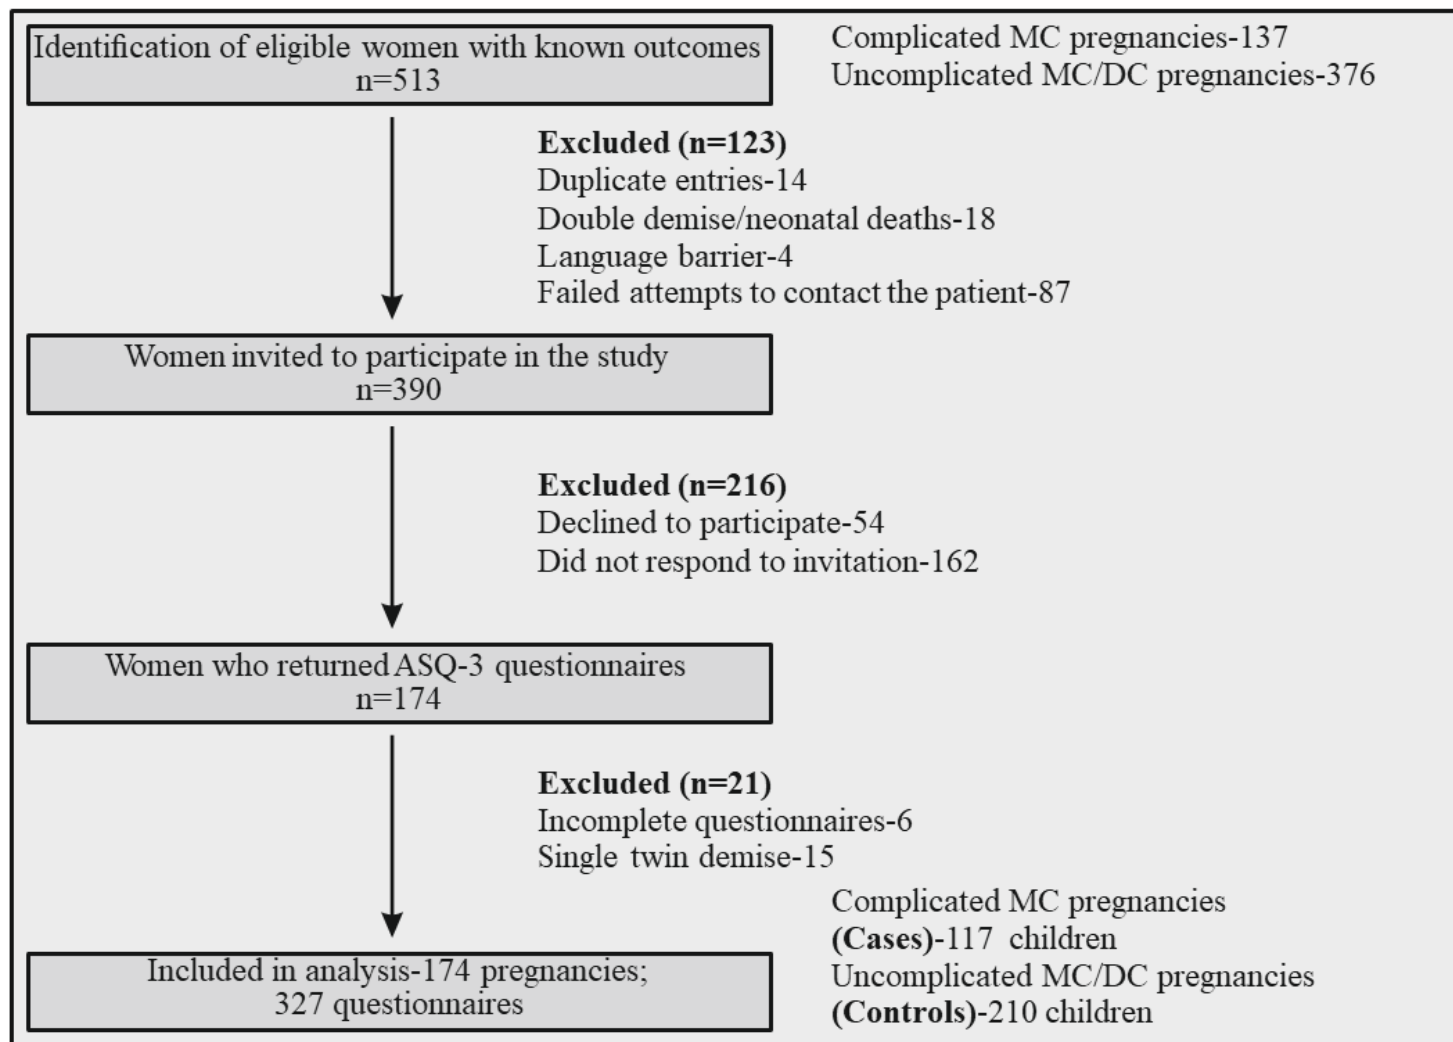 Identification of eligible women with known outcomes
n=513
Complicated MC pregnancies-137
Uncomplicated MC/DC pregnancies-376
Excluded (n=123)
Duplicate entries-14
Double demise/neonatal deaths-18
Language barrier-4
Failed attempts to contact the patient-87
Women invited to participate in the study
n=390
Excluded (n=216)
Declined to participate-54
Did not respond to invitation-162
Women who returned ASQ-3 questionnaires
n=174
Excluded (n=21)
Incomplete questionnaires-6
Single twin demise-15
Included in analysis-174 pregnancies;
327 questionnaires
Complicated MC pregnancies
(Cases)-117 children
Uncomplicated MC/DC pregnancies
(Controls)-210 children